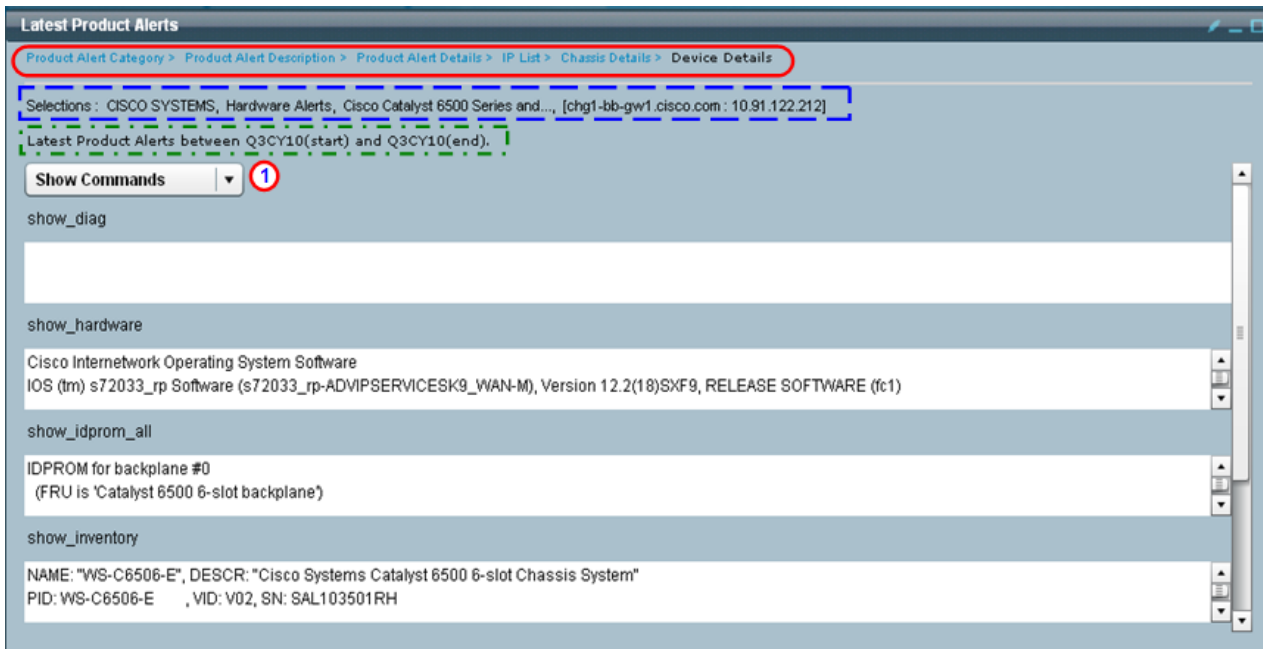 Latest Product Alerts
Product Alert Category > Product Alert Description > Product Alert Details > IP List > Chassis Details > Device Details
Selections : CISCO SYSTEMS, Hardware Alerts, Cisco Catalyst 6500 Series and..., [chg1-bb-gw1.cisco.com : 10.91.122.212]
Latest Product Alerts between Q3CY10(start) and Q3CY10(end).
Show Commands 1
show_diag
show_hardware
Cisco Internetwork Operating System Software
IOS (tm) s72033_rp Software (s72033_rp-ADVIPSERVICESK9_WAN-M), Version 12.2(18)SXF9, RELEASE SOFTWARE (fc1)
show_idprom_all
IDPROM for backplane #0
(FRU is 'Catalyst 6500 6-slot backplane')
show_inventory
NAME: "WS-C6506-E", DESCR: "Cisco Systems Catalyst 6500 6-slot Chassis System"
PID: WS-C6506-E , VID: V02, SN: SAL103501RH